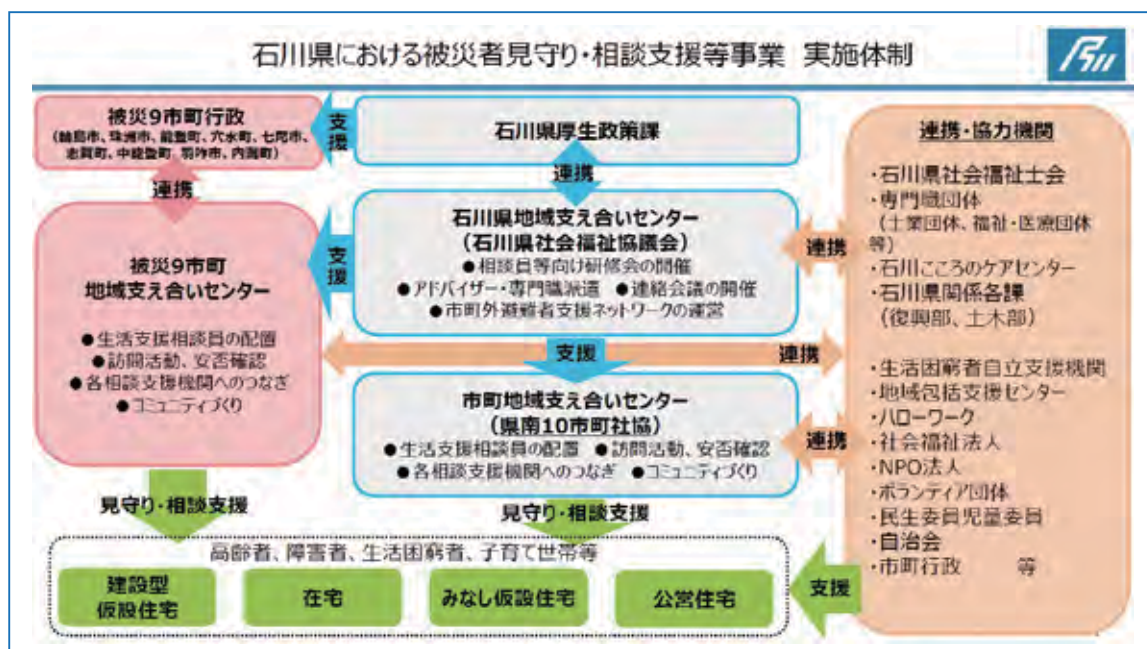 石川県における被災者見守り・相談支援等事業 実施体制
被災9市町行政
(輪島市、珠洲市、能登町、穴水町、七尾市、
志賀町、中能登町、羽咋市、内灘町)
支援
石川県厚生政策課
連携
連携
被災9市町
地域支え合いセンター
●生活支援相談員の配置
●訪問活動、安否確認
●各相談支援機関へのつなぎ
●コミュニティづくり
支援
石川県地域支え合いセンター
(石川県社会福祉協議会)
●相談員等向け研修会の開催
●アドバイザー・専門職派遣 ●連絡会議の開催
●市町外避難者支援ネットワークの運営
連携
支援
連携
市町地域支え合いセンター
(県南10市町社協)
●生活支援相談員の配置 ●訪問活動、安否確認
●各相談支援機関へのつなぎ ●コミュニティづくり
連携
連携・協力機関
・石川県社会福祉士会
・専門職団体
(士業団体、福祉・医療団体
等)
・石川こころのケアセンター
・石川県関係各課
(復興部、土木部)
・生活困窮者自立支援機関
・地域包括支援センター
・ハローワーク
・社会福祉法人
・NPO法人
・ボランティア団体
・民生委員児童委員
・自治会
・市町行政 等
見守り・相談支援
見守り・相談支援
高齢者、障害者、生活困窮者、子育て世帯等
建設型
仮設住宅
在宅
みなし仮設住宅
公営住宅
支援